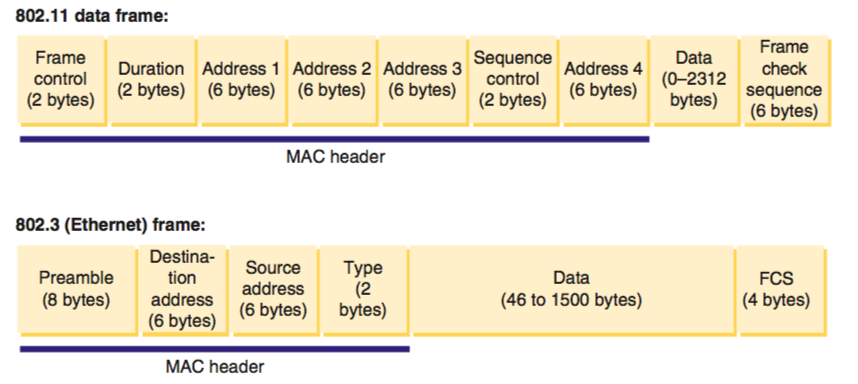 802.11 data frame:
Frame
control
(2 bytes)
Duration
(2 bytes)
Address 1
(6 bytes)
Address 2
(6 bytes)
Address 3
(6 bytes)
Sequence
control
(2 bytes)
Address 4
(6 bytes)
Data
(0–2312
bytes)
Frame
check
sequence
(6 bytes)
MAC header
802.3 (Ethernet) frame:
Preamble
(8 bytes)
Destina-
tion
address
(6 bytes)
Source
address
(6 bytes)
Type
(2
bytes)
Data
(46 to 1500 bytes)
FCS
(4 bytes)
MAC header